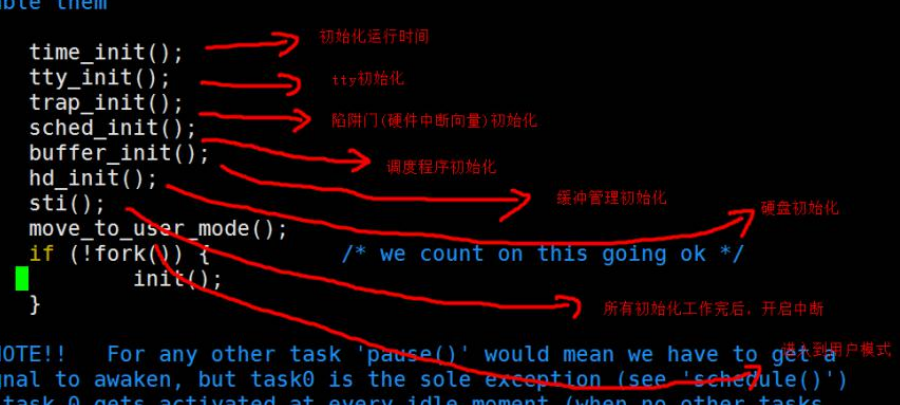 able them
time_init();
初始化运行时间
tty_init();
tty初始化
trap_init();
陷阱门(硬件中断向量)初始化
sched_init();
调度程序初始化
buffer_init();
缓冲管理初始化
hd_init();
硬盘初始化
sti();
move_to_user_mode();
if (!fork()) { /* we count on this going ok */
init();
所有初始化工作完后，开启中断
}
进入到用户模式
NOTE!! For any other task 'pause()' would mean we have to get a
gnal to awaken, but task0 is the sole exception (see 'schedule()')
task 0 gets activated at every idle moment (when no other tasks